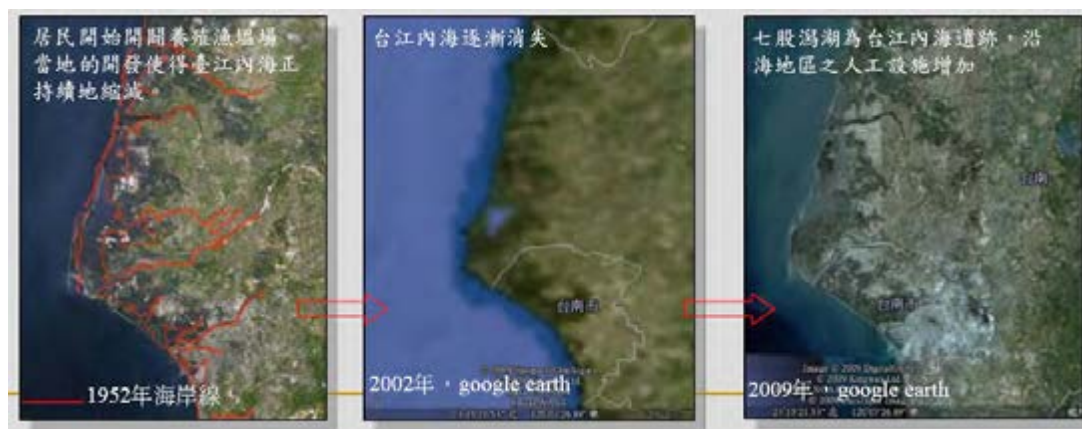 居民開始開闢養殖漁塭場，
當地的開發使得臺江內海正
持續地縮減。
1952年海岸線
台江內海逐漸消失
台南市
2002年，google earth
七股潟湖為台江內海遺跡，沿
海地區之人工設施增加
台南
台南市
2009年，google earth